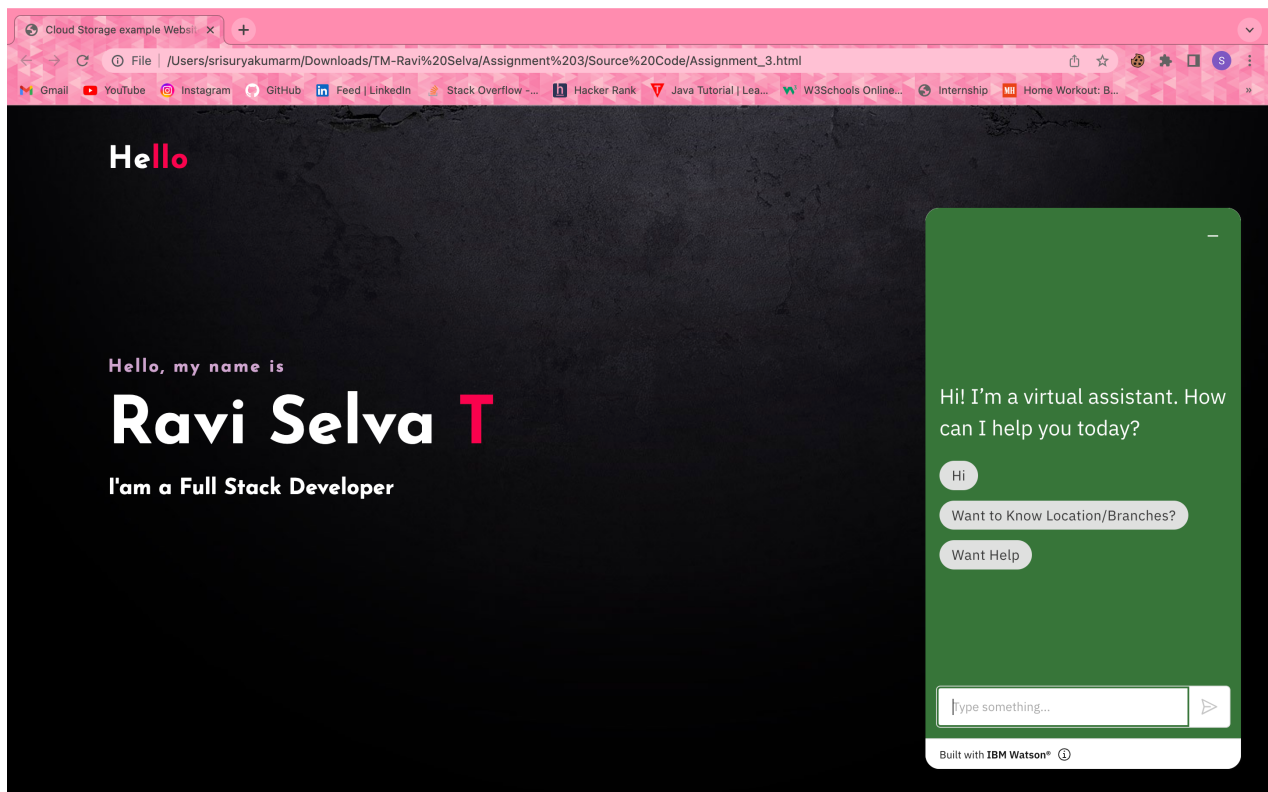 Cloud Storage example Websi
File /Users/srisuryakumarm/Downloads/TM-Ravi%20Selva/Assignment%203/Source%20Code/Assignment_3.html
S
Gmail YouTube Instagram GitHub Feed | LinkedIn Stack Overflow -... Hacker Rank Java Tutorial | Lea... W3Schools Online... Internship MH Home Workout: B... »
Hello
Hello, my name is
Ravi Selva T
I'am a Full Stack Developer
Hi! I’m a virtual assistant. How
can I help you today?
Hi
Want to Know Location/Branches?
Want Help
Type something...
Built with IBM Watson®